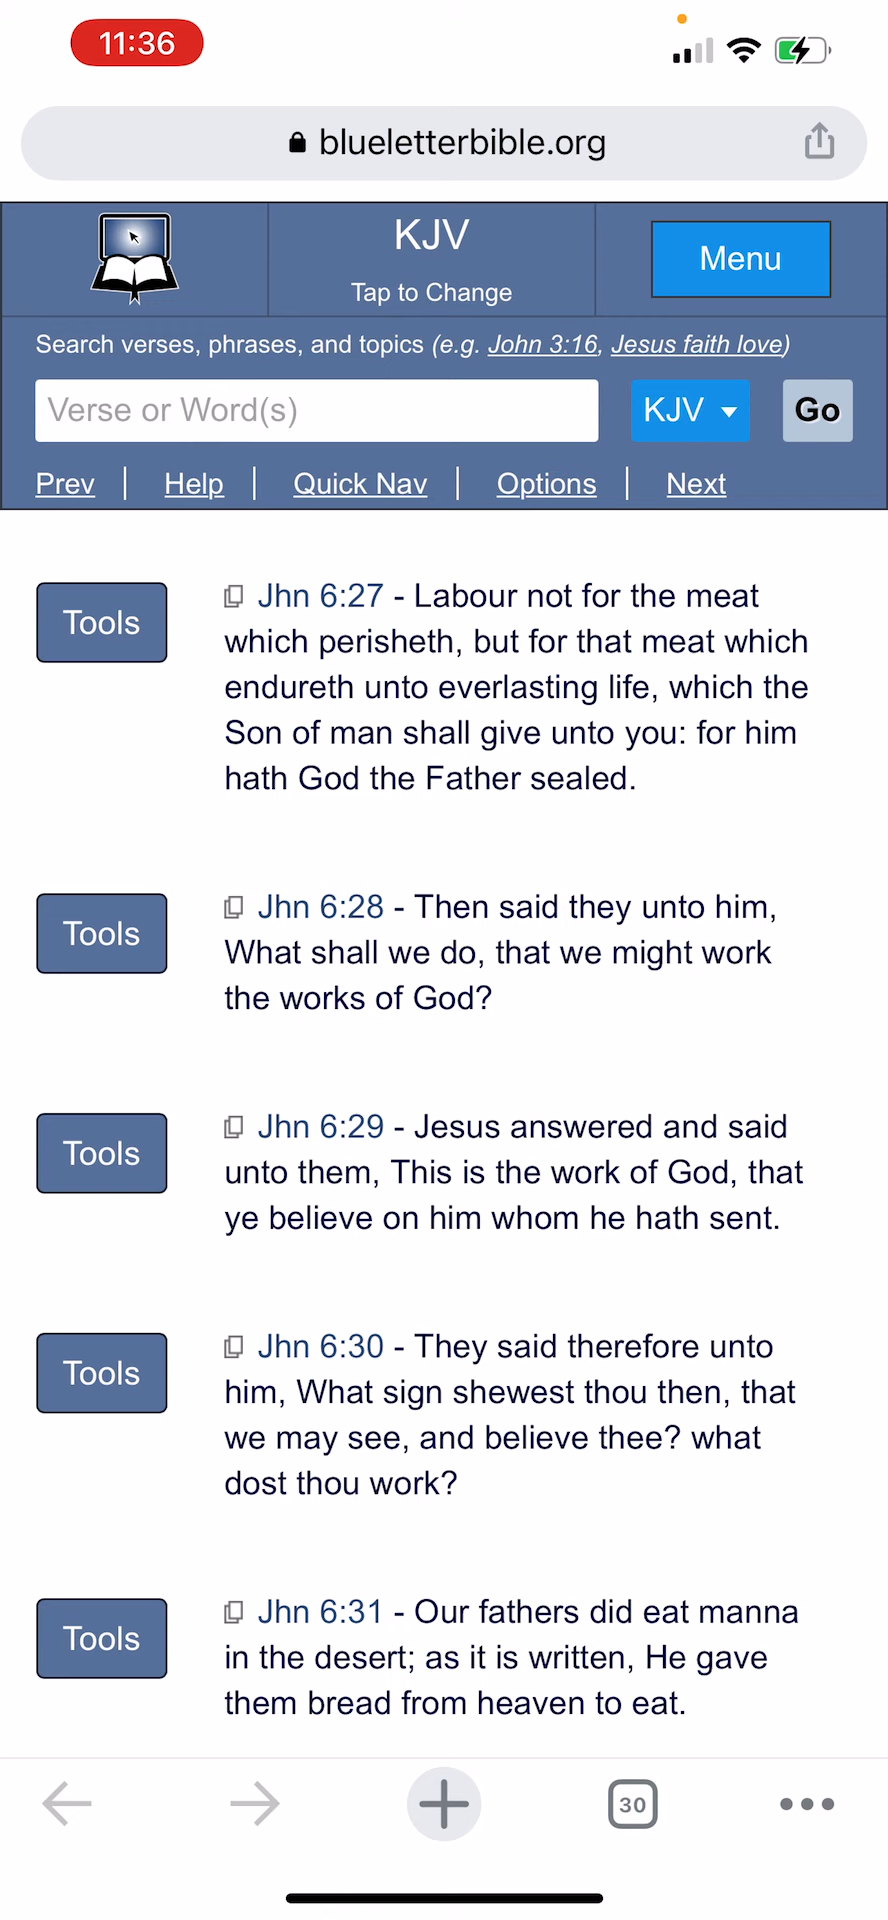 11:36
blueletterbible.org
KJV
Tap to Change
Menu
Search verses, phrases, and topics (e.g. John 3:16, Jesus faith love)
Verse or Word(s)
KJV
Go
Prev | Help | Quick Nav | Options | Next
Tools
Jhn 6:27 - Labour not for the meat
which perisheth, but for that meat which
endureth unto everlasting life, which the
Son of man shall give unto you: for him
hath God the Father sealed.
Tools
Jhn 6:28 - Then said they unto him,
What shall we do, that we might work
the works of God?
Tools
Jhn 6:29 - Jesus answered and said
unto them, This is the work of God, that
ye believe on him whom he hath sent.
Tools
Jhn 6:30 - They said therefore unto
him, What sign shewest thou then, that
we may see, and believe thee? what
dost thou work?
Tools
Jhn 6:31 - Our fathers did eat manna
in the desert; as it is written, He gave
them bread from heaven to eat.
30